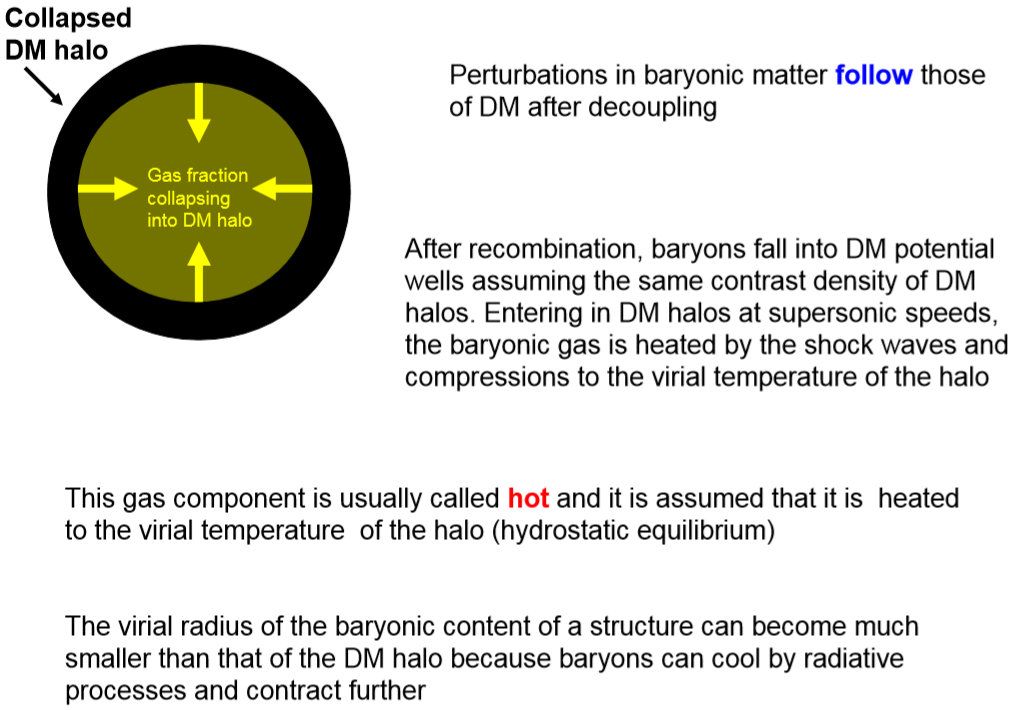 Collapsed
DM halo
Gas fraction
collapsing
into DM halo
Perturbations in baryonic matter follow those
of DM after decoupling
After recombination, baryons fall into DM potential
wells assuming the same contrast density of DM
halos. Entering in DM halos at supersonic speeds,
the baryonic gas is heated by the shock waves and
compressions to the virial temperature of the halo
This gas component is usually called hot and it is assumed that it is  heated
to the virial temperature  of the halo (hydrostatic equilibrium)
The virial radius of the baryonic content of a structure can become much
smaller than that of the DM halo because baryons can cool by radiative
processes and contract further